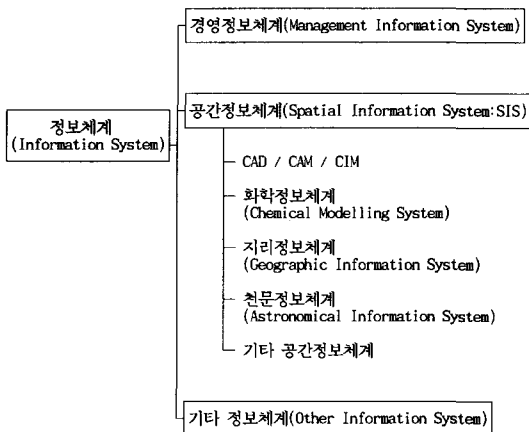 경영정보체계(Management Information System)
정보체계
(Information System)
공간정보체계(Spatial Information System:SIS)
CAD / CAM / CIM
화학정보체계
(Chemical Modelling System)
지리정보체계
(Geographic Information System)
천문정보체계
(Astronomical Information System)
기타 공간정보체계
기타 정보체계(Other Information System)